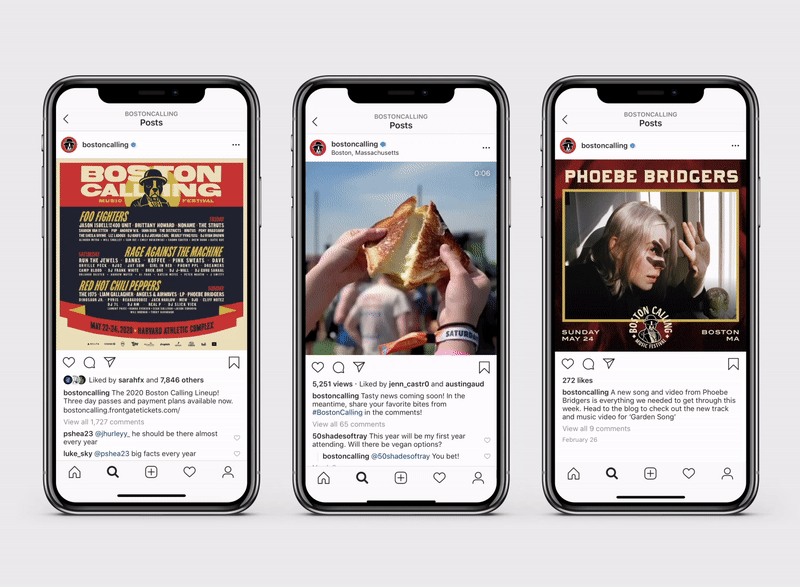 BOSTONCALLING
Posts
bostoncalling
BOSTON
CALLING
MUSIC FESTIVAL
FOO FIGHTERS
FRIDAY
JASON ISBELL & THE 400 UNIT · BRITTANY HOWARD · NONAME · THE STRUTS
SATURDAY
RAGE AGAINST THE MACHINE
RUN THE JEWELS · BANKS · KOFFEE · PINK SWEAT$ · DAVE
RED HOT CHILI PEPPERS
SUNDAY
THE 1975 · LIAM GALLAGHER · ANGELS & AIRWAVES · LP · PHOEBE BRIDGERS
MAY 22-24, 2020 · HARVARD ATHLETIC COMPLEX
Liked by sarahfx and 7,846 others
bostoncalling The 2020 Boston Calling Lineup!
Three day passes and payment plans available now.
bostoncalling.frontgatetickets.com/
View all 1,727 comments
pshea23 @jhurleyy_ he should be there almost
every year
luke_sky @pshea23 big facts every year
BOSTONCALLING
Posts
bostoncalling
Boston, Massachusetts
0:06
SATURDAY
5,251 views · Liked by jenn_castr0 and austingaud
bostoncalling Tasty news coming soon! In the
meantime, share your favorite bites from
#BostonCalling in the comments!
View all 65 comments
50shadesoftray This year will be my first year
attending. Will there be vegan options?
bostoncalling @50shadesoftray You bet!
BOSTONCALLING
Posts
bostoncalling
PHOEBE BRIDGERS
SUNDAY
MAY 24
BOSTON CALLING
MUSIC FESTIVAL
BOSTON
MA
272 likes
bostoncalling A new song and video from Phoebe
Bridgers is everything we needed to get through this
week. Head to the blog to check out the new track
and music video for 'Garden Song'
View all 9 comments
February 26